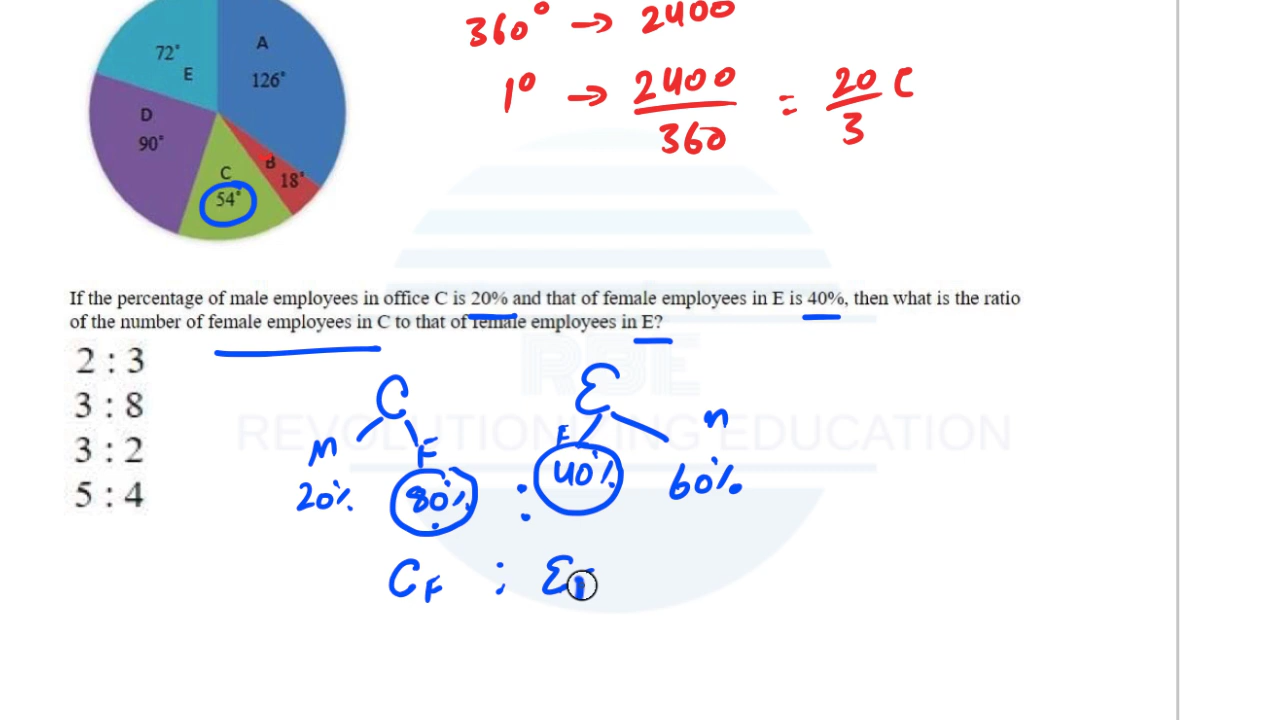 360° → 2400
1° → 2400/360 = 20/3 C
A
126°
72°
E
D
90°
C
54°
B
18°
If the percentage of male employees in office C is 20% and that of female employees in E is 40%, then what is the ratio
of the number of female employees in C to that of female employees in E?
2 : 3
3 : 8
3 : 2
5 : 4
RBE
REVOLUTIONIZING EDUCATION
C E
M F F M
20% 80% : 40% 60%
C_F : E